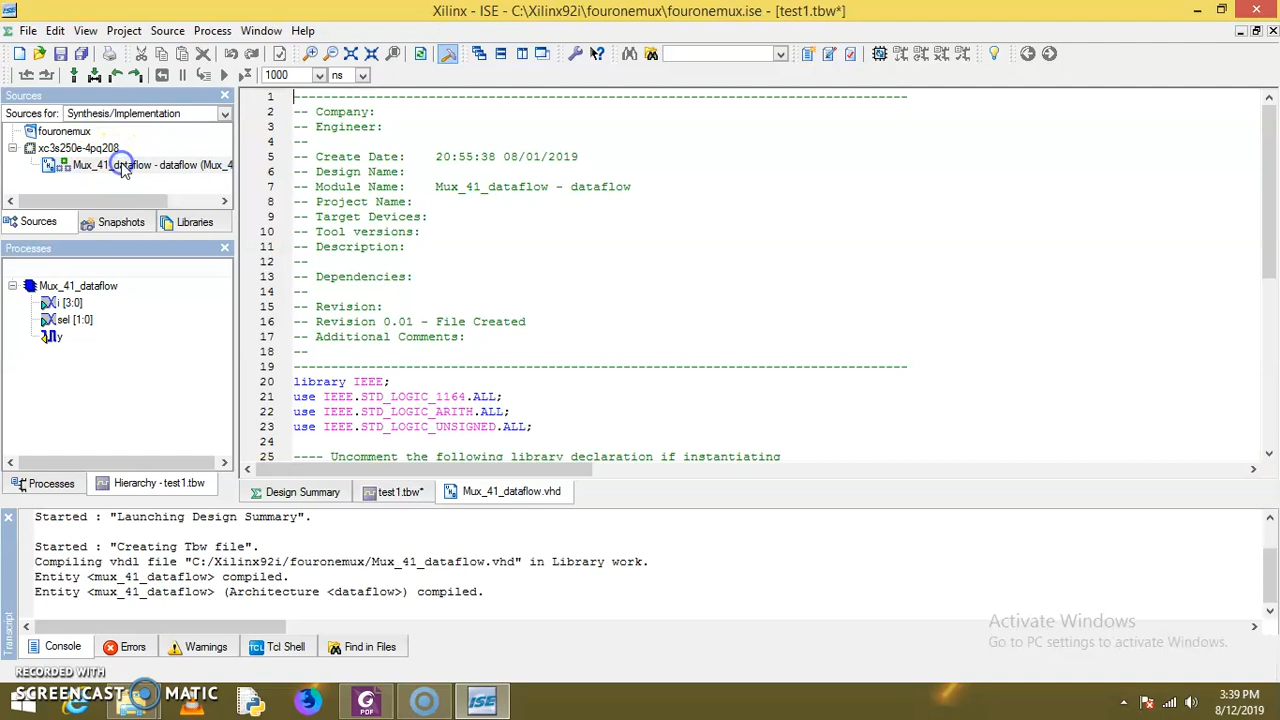 Xilinx - ISE - C:\Xilinx92i\fouronemux\fouronemux.ise - [test1.tbw*]
File Edit View Project Source Process Window Help
1000 ns
Sources
Sources for: Synthesis/Implementation
fouronemux
xc3s250e-4pq208
Mux_41_dataflow - dataflow (Mux_4
Sources Snapshots Libraries
Processes
Mux_41_dataflow
i [3:0]
sel [1:0]
y
Processes Hierarchy - test1.tbw
1 --------------------------------------------------------------------------------
2 -- Company:
3 -- Engineer:
4 --
5 -- Create Date: 20:55:38 08/01/2019
6 -- Design Name:
7 -- Module Name: Mux_41_dataflow - dataflow
8 -- Project Name:
9 -- Target Devices:
10 -- Tool versions:
11 -- Description:
12 --
13 -- Dependencies:
14 --
15 -- Revision:
16 -- Revision 0.01 - File Created
17 -- Additional Comments:
18 --
19 --------------------------------------------------------------------------------
20 library IEEE;
21 use IEEE.STD_LOGIC_1164.ALL;
22 use IEEE.STD_LOGIC_ARITH.ALL;
23 use IEEE.STD_LOGIC_UNSIGNED.ALL;
24
25 ---- Uncomment the following library declaration if instantiating
Design Summary test1.tbw* Mux_41_dataflow.vhd
Started : "Launching Design Summary".
Started : "Creating Tbw file".
Compiling vhdl file "C:/Xilinx92i/fouronemux/Mux_41_dataflow.vhd" in Library work.
Entity <mux_41_dataflow> compiled.
Entity <mux_41_dataflow> (Architecture <dataflow>) compiled.
Transcript
Console Errors Warnings Tcl Shell Find in Files
Activate Windows
Go to PC settings to activate Windows.
RECORDED WITH
SCREENCAST MATIC
ISE
3:39 PM
8/12/2019